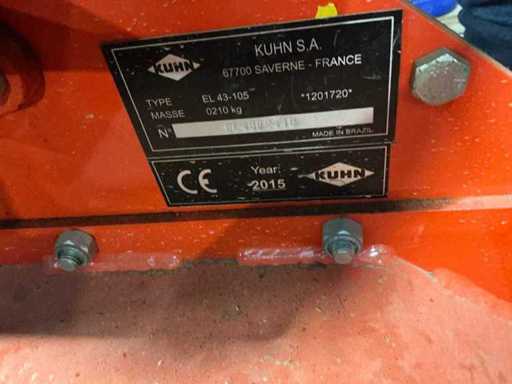 KUHN
KUHN S.A.
67700 SAVERNE - FRANCE
TYPE EL 43-105 *1201720*
MASSE 0210 kg
N°
MADE IN BRAZIL
CE Year: 2015 KUHN